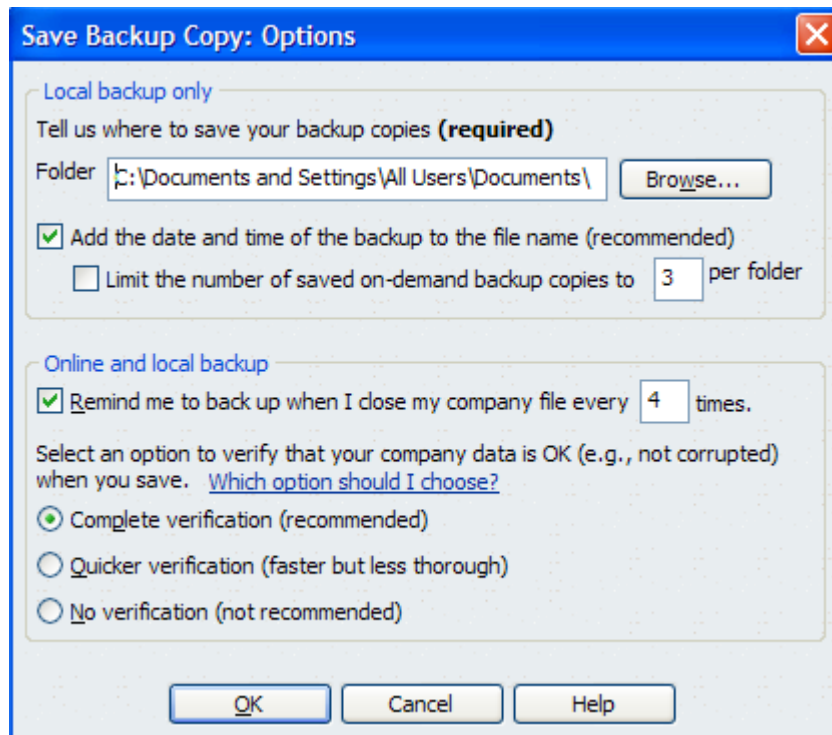 Save Backup Copy: Options
Local backup only
Tell us where to save your backup copies (required)
Folder C:\Documents and Settings\All Users\Documents\ Browse...
Add the date and time of the backup to the file name (recommended)
Limit the number of saved on-demand backup copies to 3 per folder
Online and local backup
Remind me to back up when I close my company file every 4 times.
Select an option to verify that your company data is OK (e.g., not corrupted)
when you save. Which option should I choose?
Complete verification (recommended)
Quicker verification (faster but less thorough)
No verification (not recommended)
OK Cancel Help